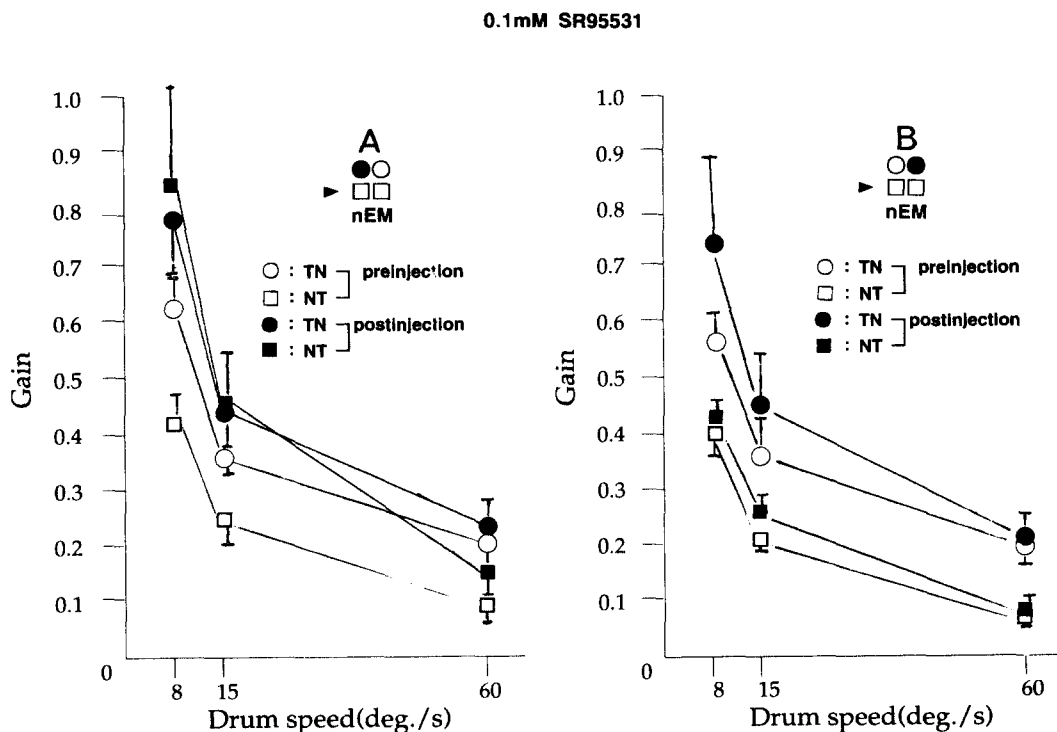 0.1mM SR95531
A
nEM
: TN
: NT
preinjection
: TN
: NT
postinjection
Gain
1.0
0.9
0.8
0.7
0.6
0.5
0.4
0.3
0.2
0.1
0
8
15
60
Drum speed(deg./s)
B
nEM
: TN
: NT
preinjection
: TN
: NT
postinjection
Gain
1.0
0.9
0.8
0.7
0.6
0.5
0.4
0.3
0.2
0.1
0
8
15
60
Drum speed(deg./s)